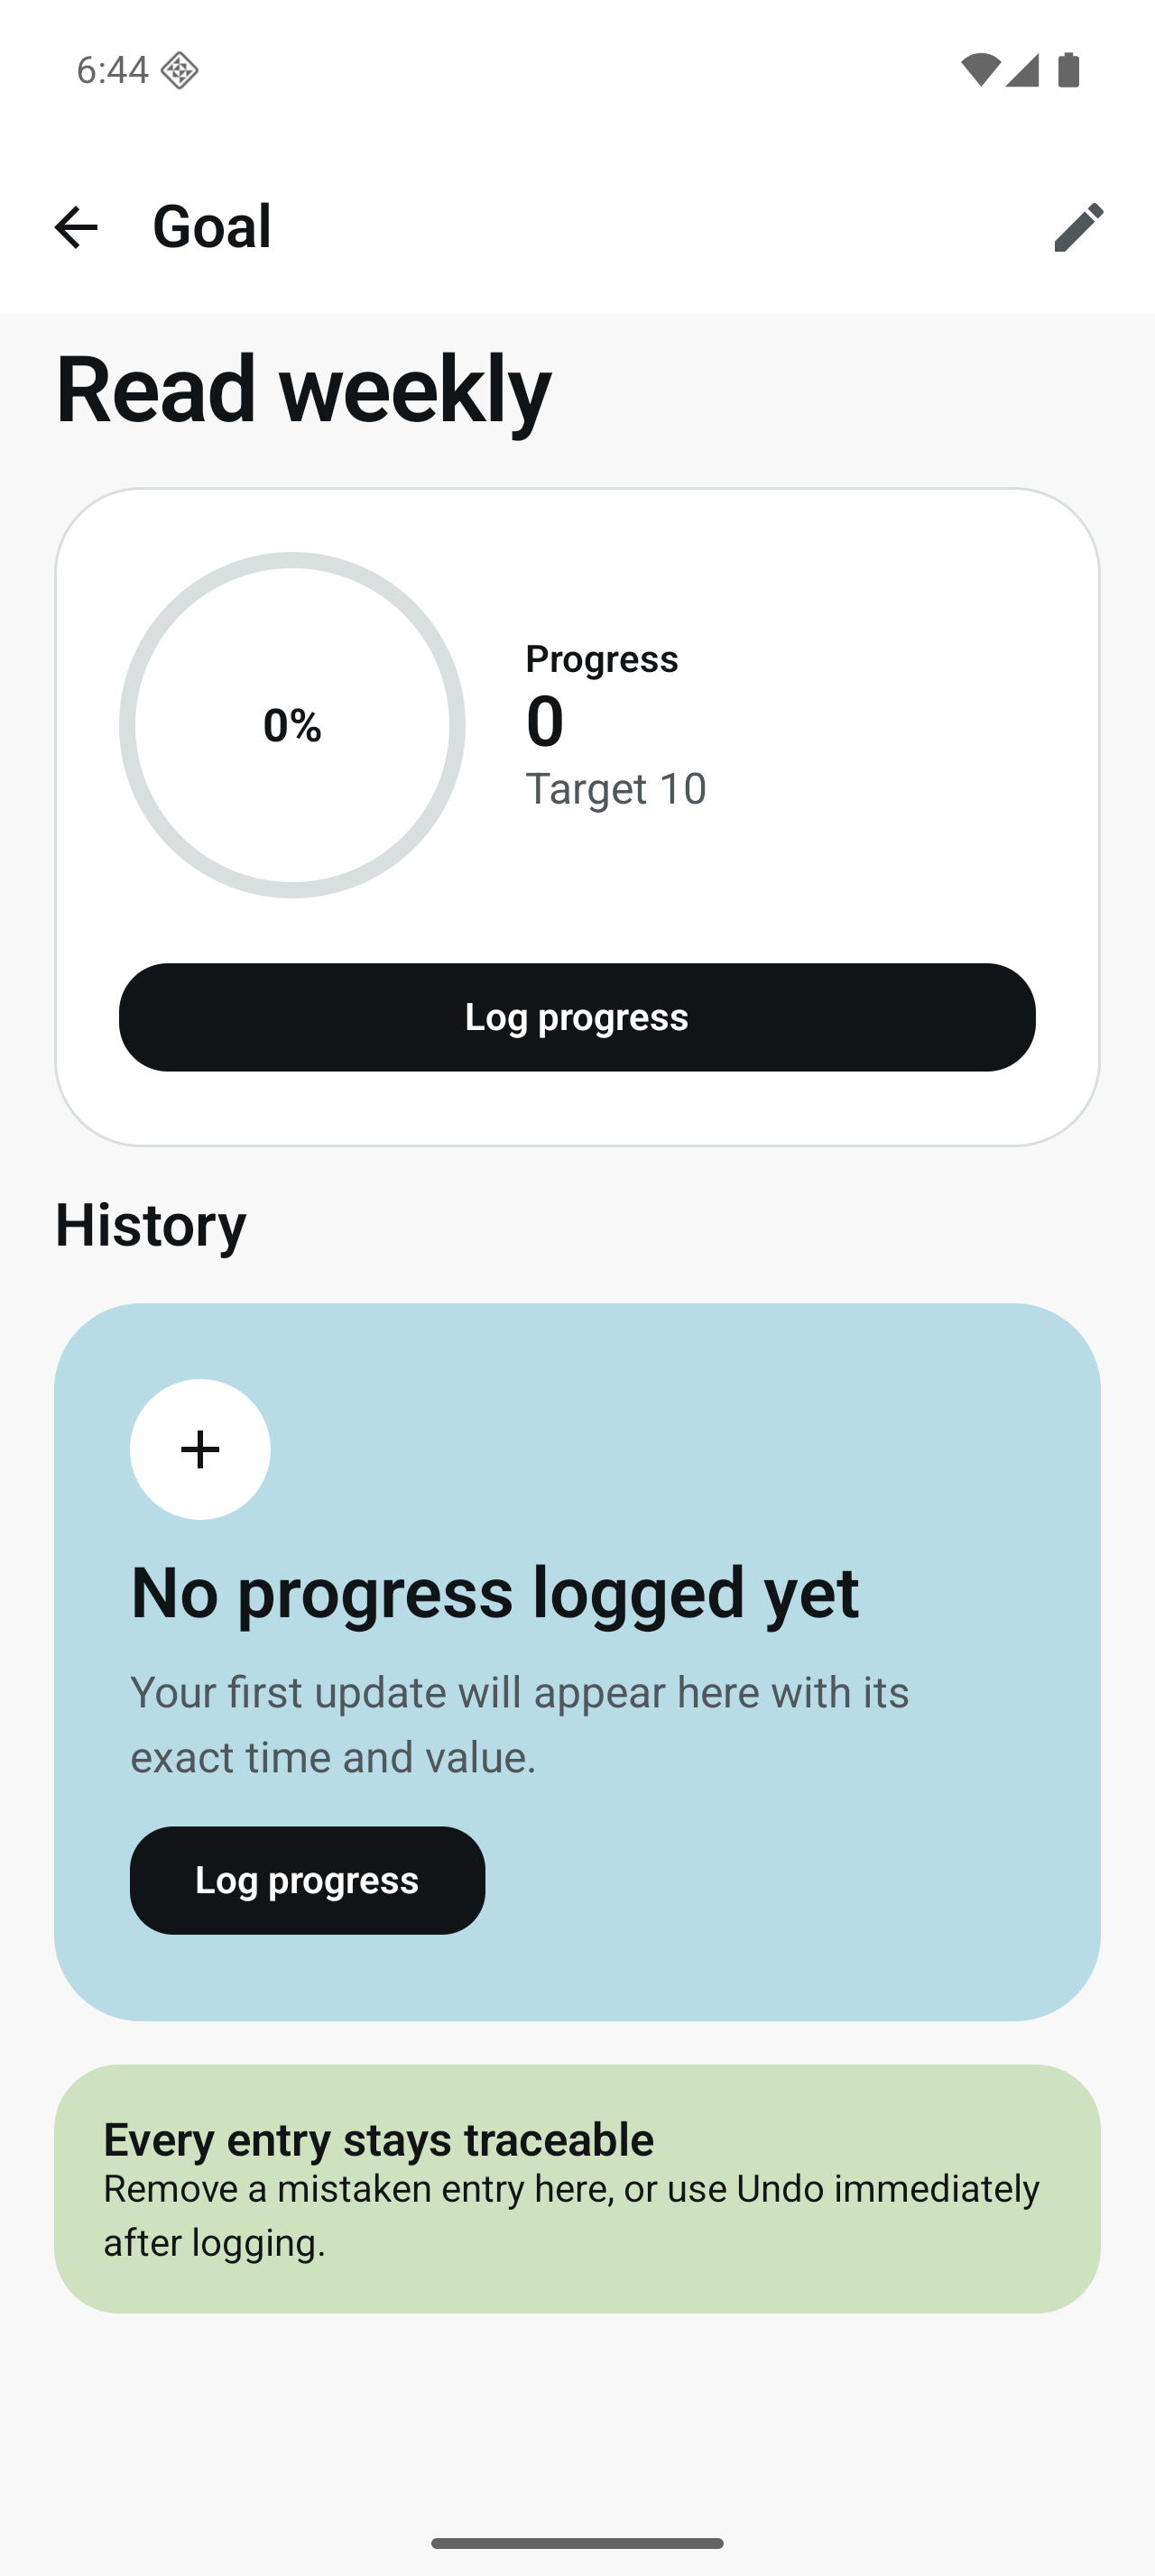 6:44
Goal
Read weekly
0%
Progress
0
Target 10
Log progress
History
No progress logged yet
Your first update will appear here with its
exact time and value.
Log progress
Every entry stays traceable
Remove a mistaken entry here, or use Undo immediately
after logging.